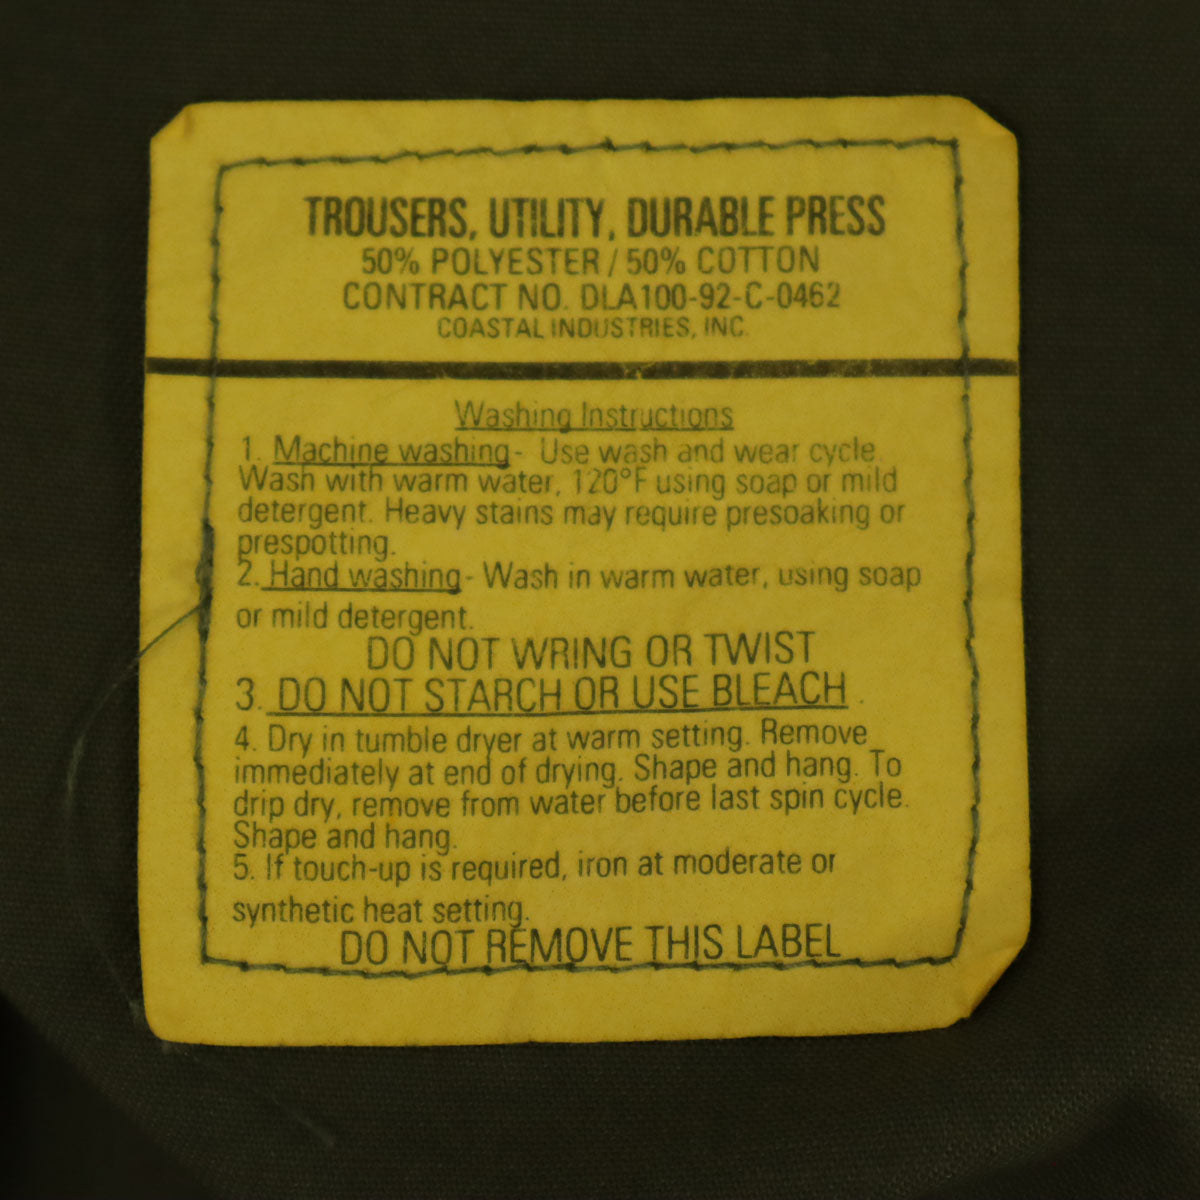 TROUSERS, UTILITY, DURABLE PRESS
50% POLYESTER / 50% COTTON
CONTRACT NO. DLA100-92-C-0462
COASTAL INDUSTRIES, INC.
Washing Instructions
1. Machine washing - Use wash and wear cycle.
Wash with warm water, 120°F using soap or mild
detergent. Heavy stains may require presoaking or
prespotting.
2. Hand washing - Wash in warm water, using soap
or mild detergent.
DO NOT WRING OR TWIST
3. DO NOT STARCH OR USE BLEACH.
4. Dry in tumble dryer at warm setting. Remove
immediately at end of drying. Shape and hang. To
drip dry, remove from water before last spin cycle.
Shape and hang.
5. If touch-up is required, iron at moderate or
synthetic heat setting.
DO NOT REMOVE THIS LABEL